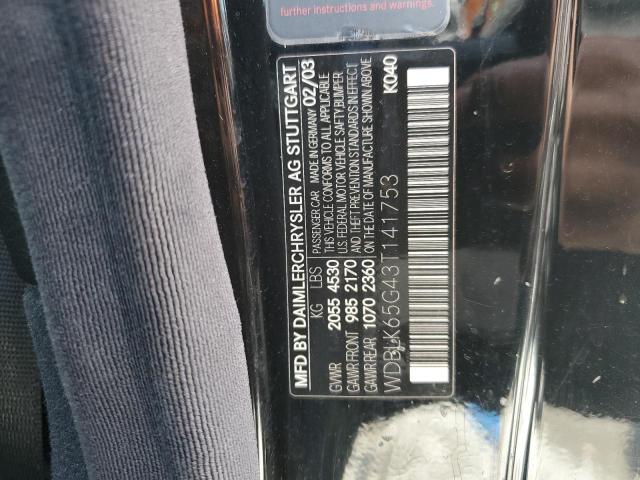 further instructions and warnings.
MFD BY DAIMLERCHRYSLER AG STUTTGART
KG LBS PASSENGER CAR MADE IN GERMANY 02/03
GVWR 2055 4530 THIS VEHICLE CONFORMS TO ALL APPLICABLE
GAWR FRONT 985 2170 U.S. FEDERAL MOTOR VEHICLE SAFETY, BUMPER
GAWR REAR 1070 2360 AND THEFT PREVENTION STANDARDS IN EFFECT
ON THE DATE OF MANUFACTURE SHOWN ABOVE
WDBLK65G43T141753 K040